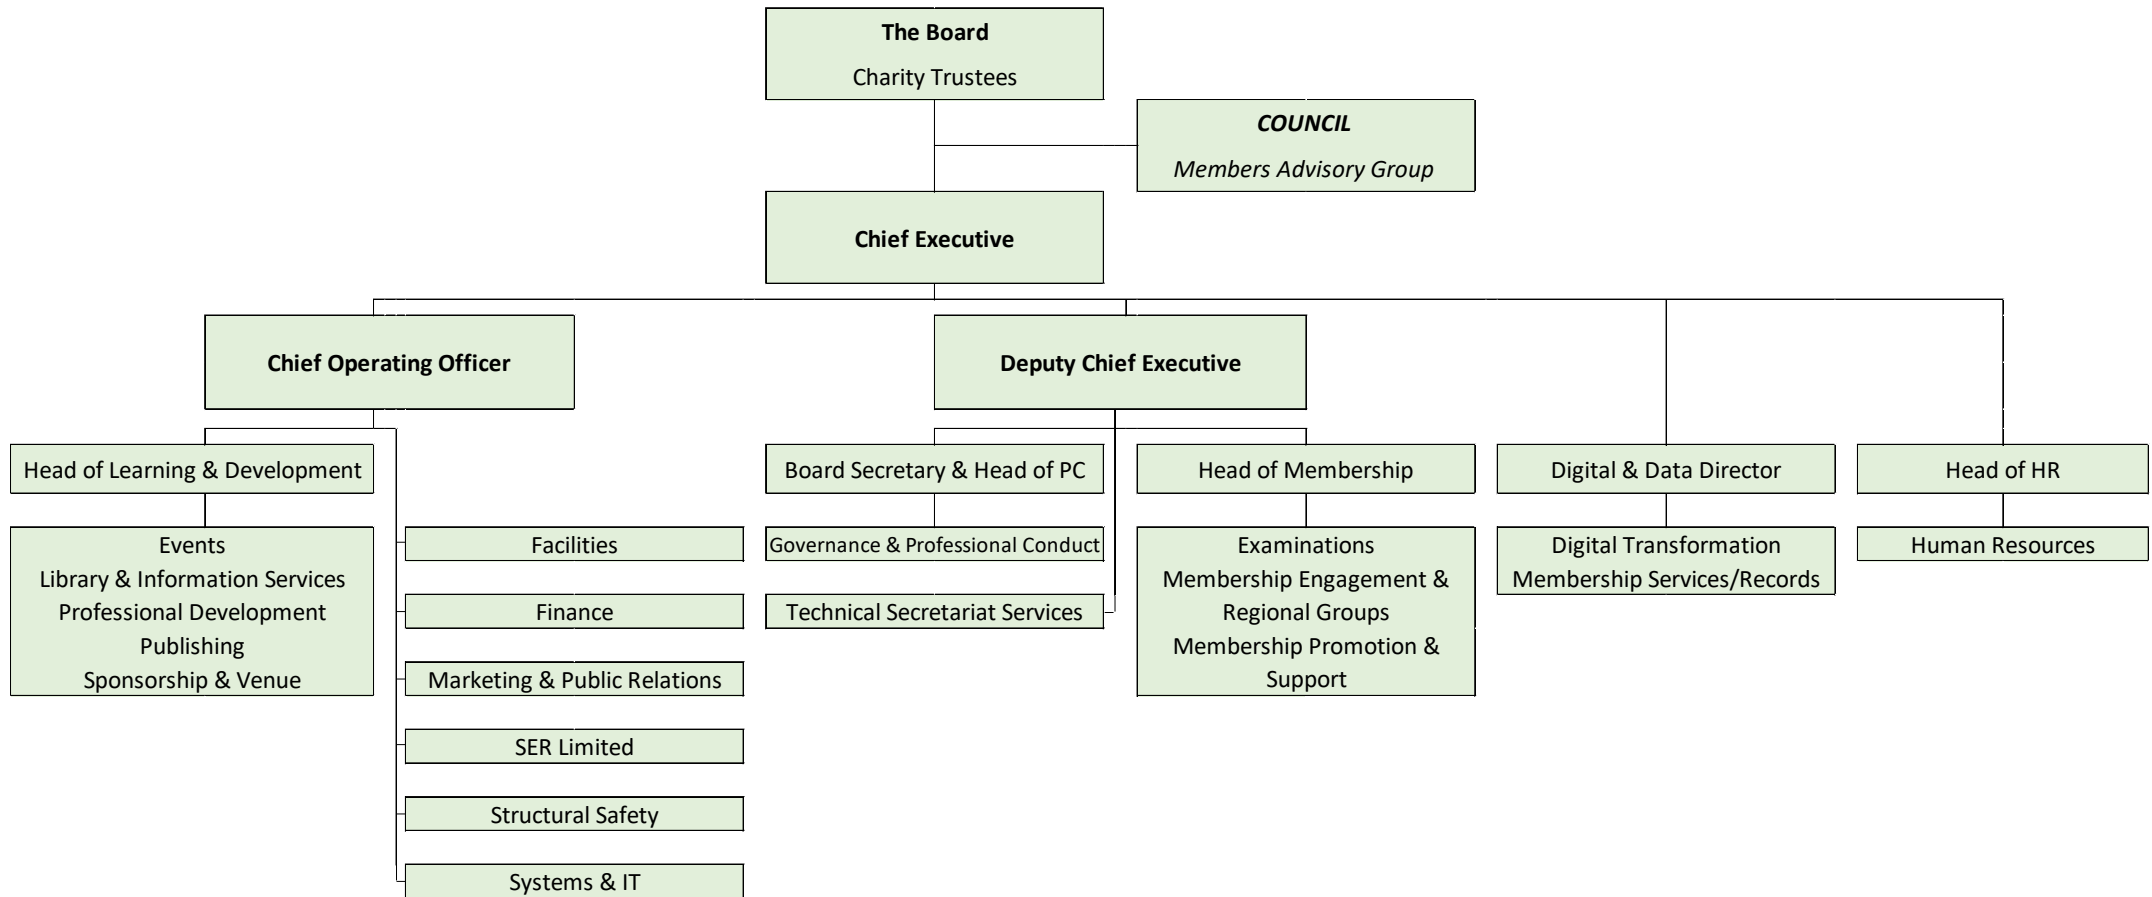 The Board
Charity Trustees
COUNCIL
Members Advisory Group
Chief Executive
Chief Operating Officer
Deputy Chief Executive
Head of Learning & Development
Board Secretary & Head of PC
Head of Membership
Digital & Data Director
Head of HR
Events
Library & Information Services
Professional Development
Publishing
Sponsorship & Venue
Facilities
Finance
Marketing & Public Relations
SER Limited
Structural Safety
Systems & IT
Governance & Professional Conduct
Technical Secretariat Services
Examinations
Membership Engagement &
Regional Groups
Membership Promotion &
Support
Digital Transformation
Membership Services/Records
Human Resources